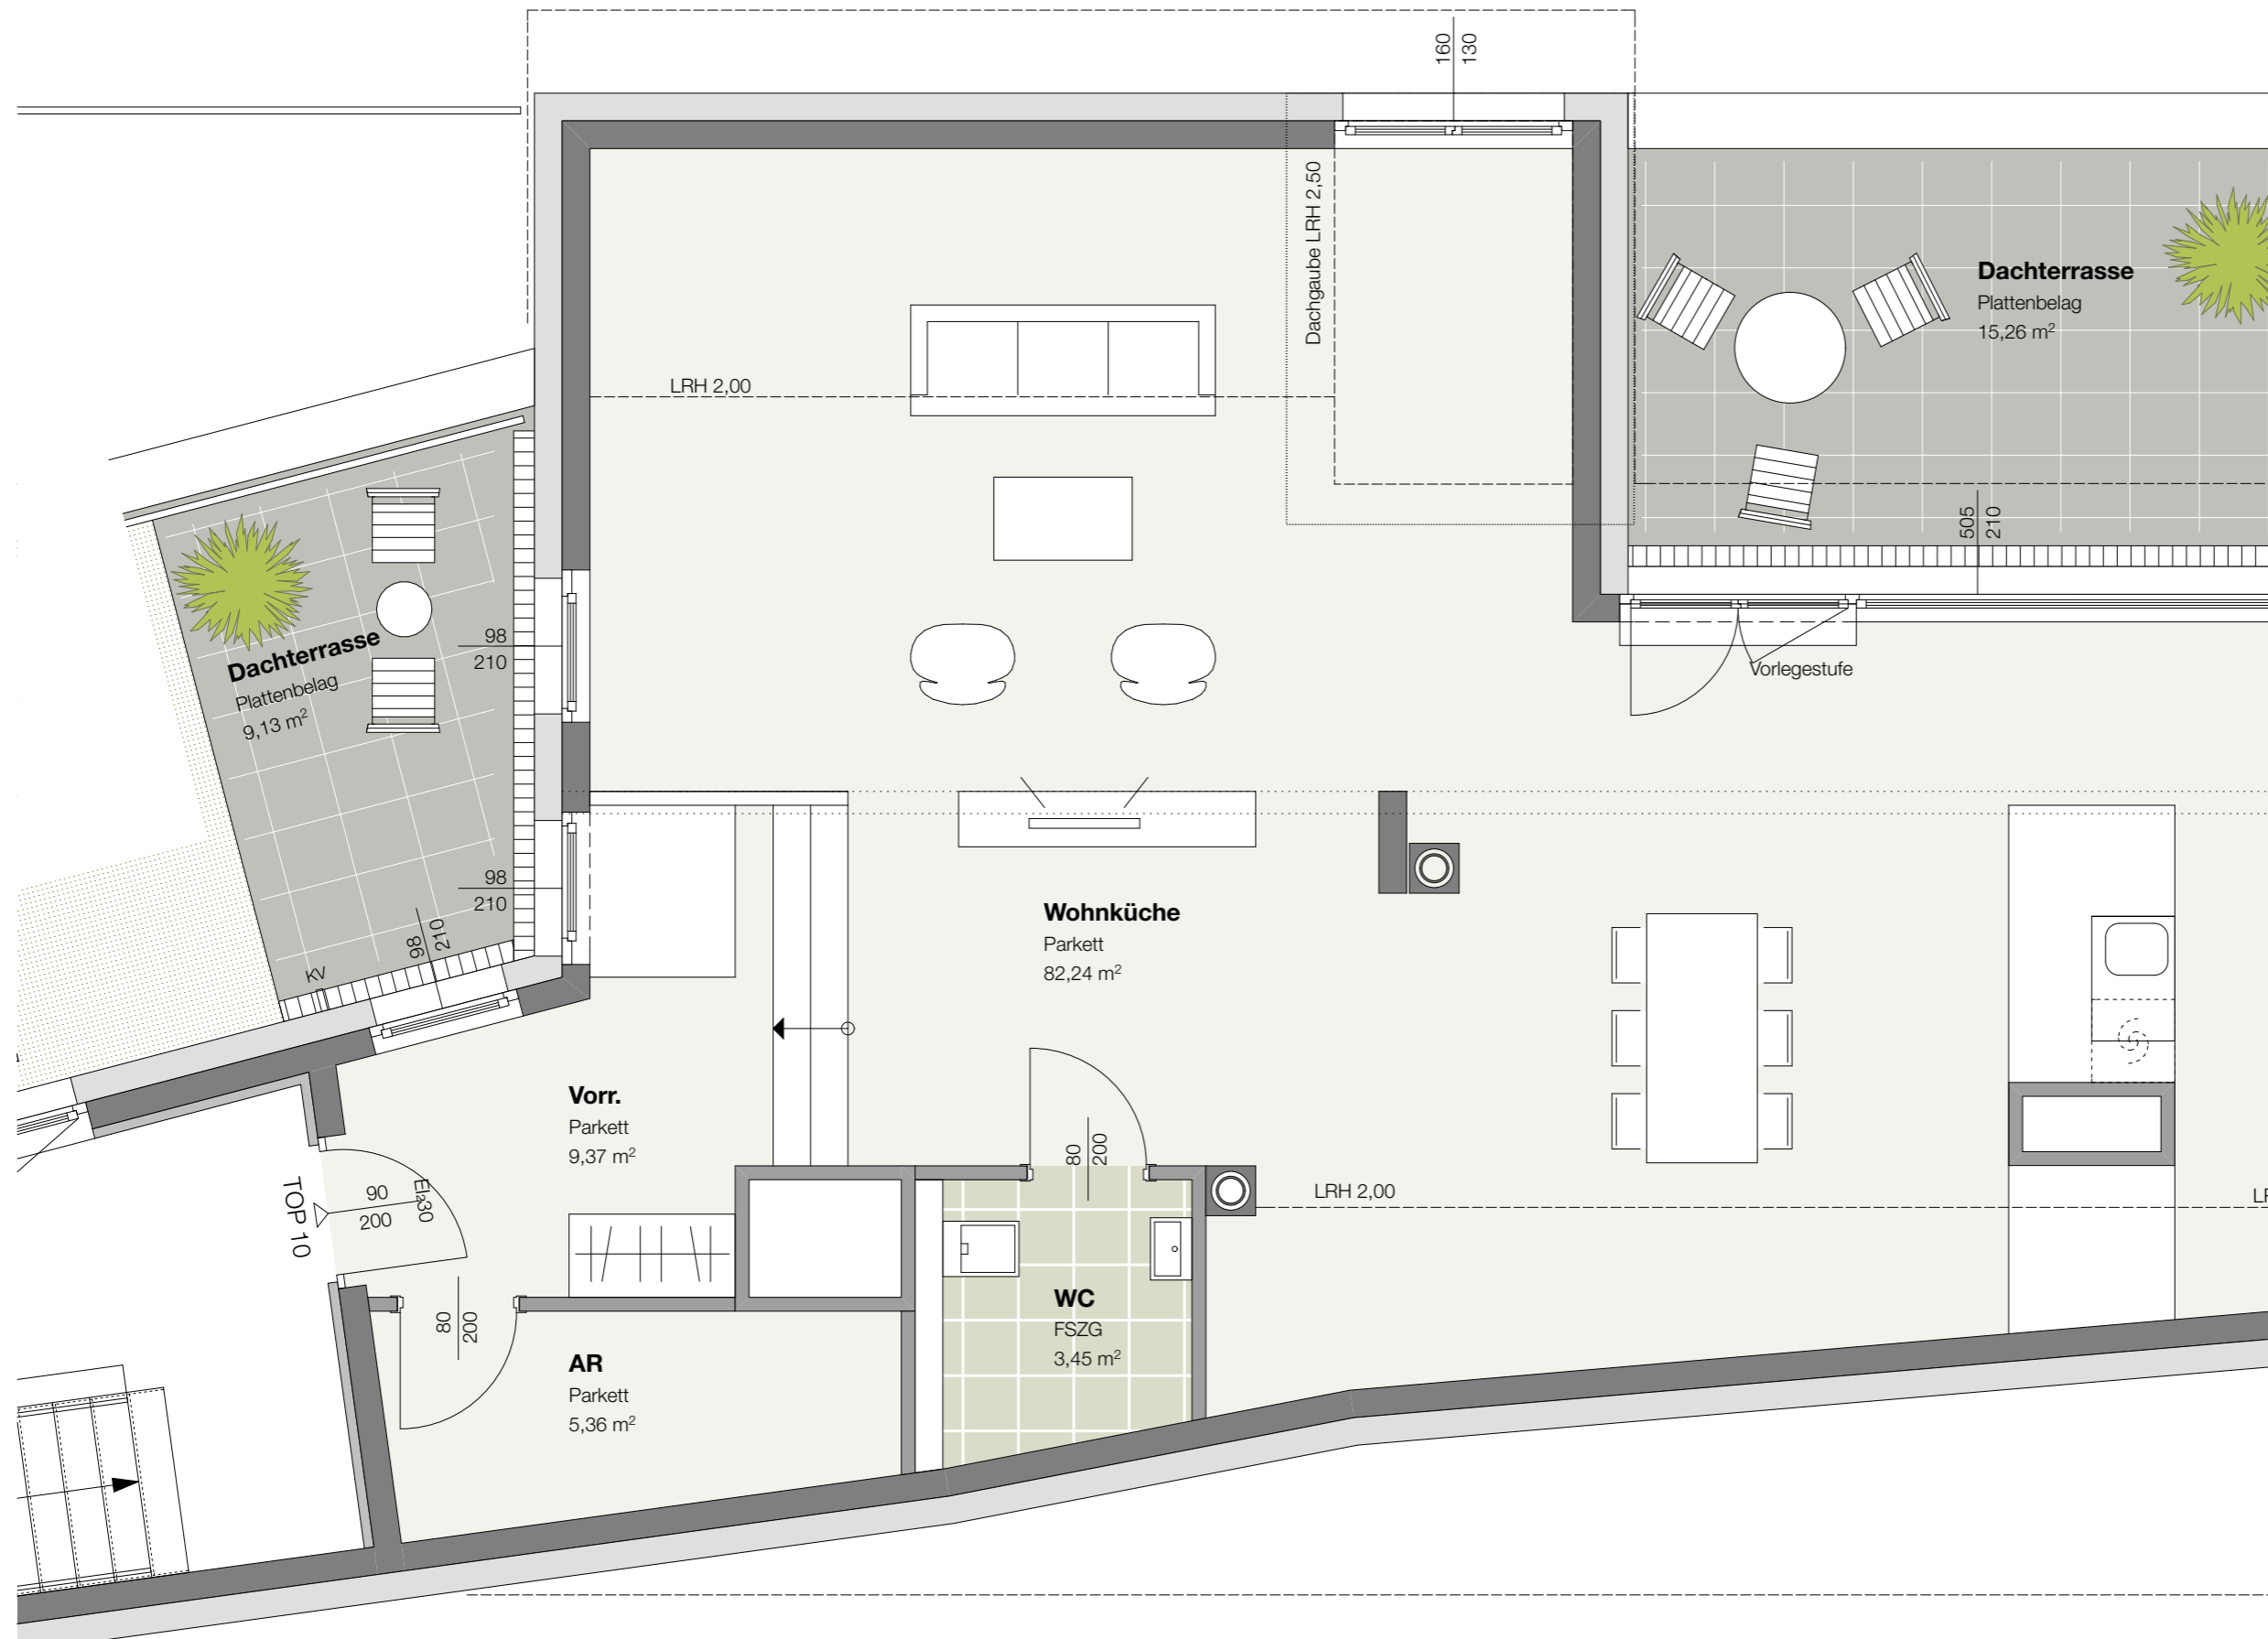 160
130
Dachgaube LRH 2,50
Dachterrasse
Plattenbelag
15,26 m²
LRH 2,00
505
210
98
210
Dachterrasse
Plattenbelag
9,13 m²
Vorlegestufe
98
210
98
210
KV
Wohnküche
Parkett
82,24 m²
Vorr.
Parkett
9,37 m²
80
200
TOP 10
90
200
EI₂30
LRH 2,00
80
200
WC
FSZG
3,45 m²
AR
Parkett
5,36 m²